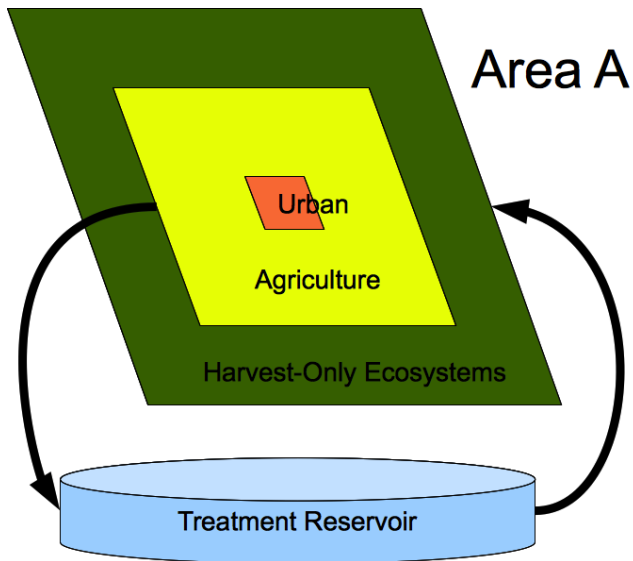 Area A
Urban
Agriculture
Harvest-Only Ecosystems
Treatment Reservoir